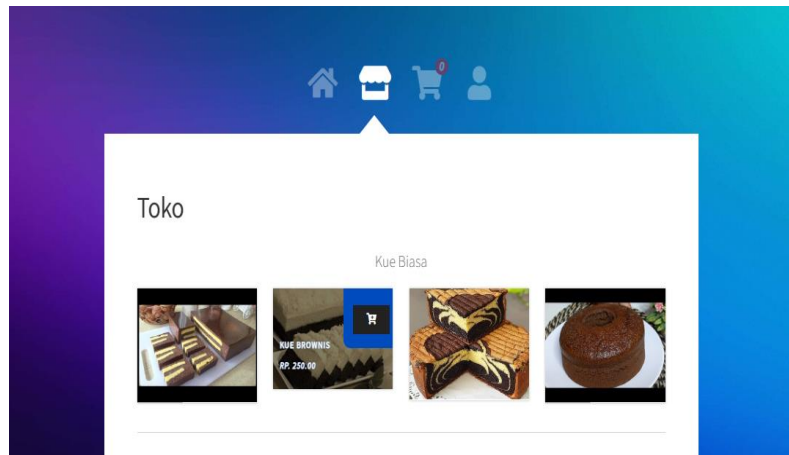 0
Toko
Kue Biasa
KUE BROWNIS
RP. 250.00